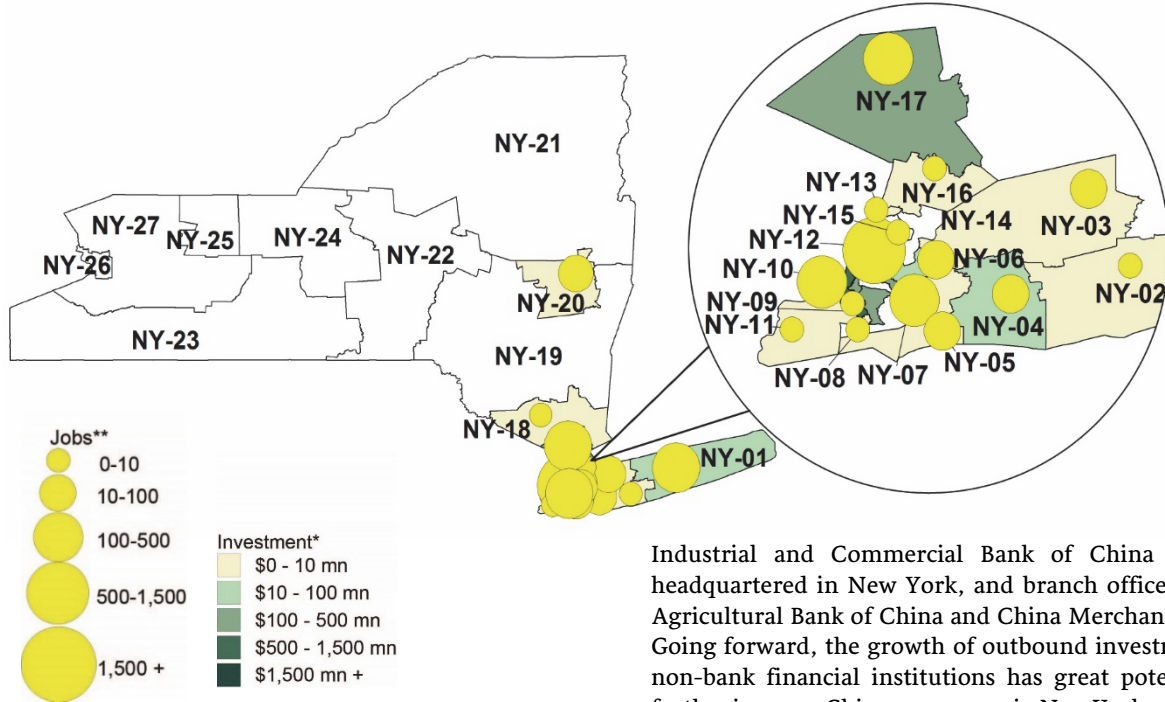 NY-21
NY-27
NY-25
NY-24
NY-22
NY-26
NY-20
NY-23
NY-19
NY-18
NY-01
NY-17
NY-13
NY-16
NY-15
NY-14
NY-03
NY-12
NY-06
NY-10
NY-02
NY-09
NY-04
NY-11
NY-05
NY-08
NY-07
Jobs**
0-10
10-100
100-500
500-1,500
1,500 +
Investment*
$0 - 10 mn
$10 - 100 mn
$100 - 500 mn
$500 - 1,500 mn
$1,500 mn +
Industrial and Commercial Bank of China
headquartered in New York, and branch office
Agricultural Bank of China and China Merchan
Going forward, the growth of outbound investr
non-bank financial institutions has great pote